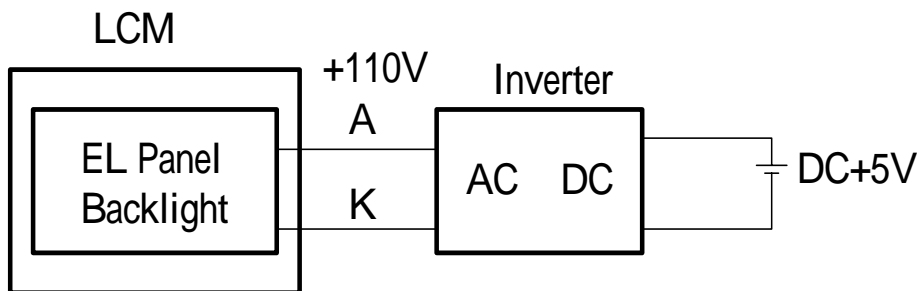 LCM
+110V
Inverter
A
EL Panel
Backlight
AC DC
DC+5V
K